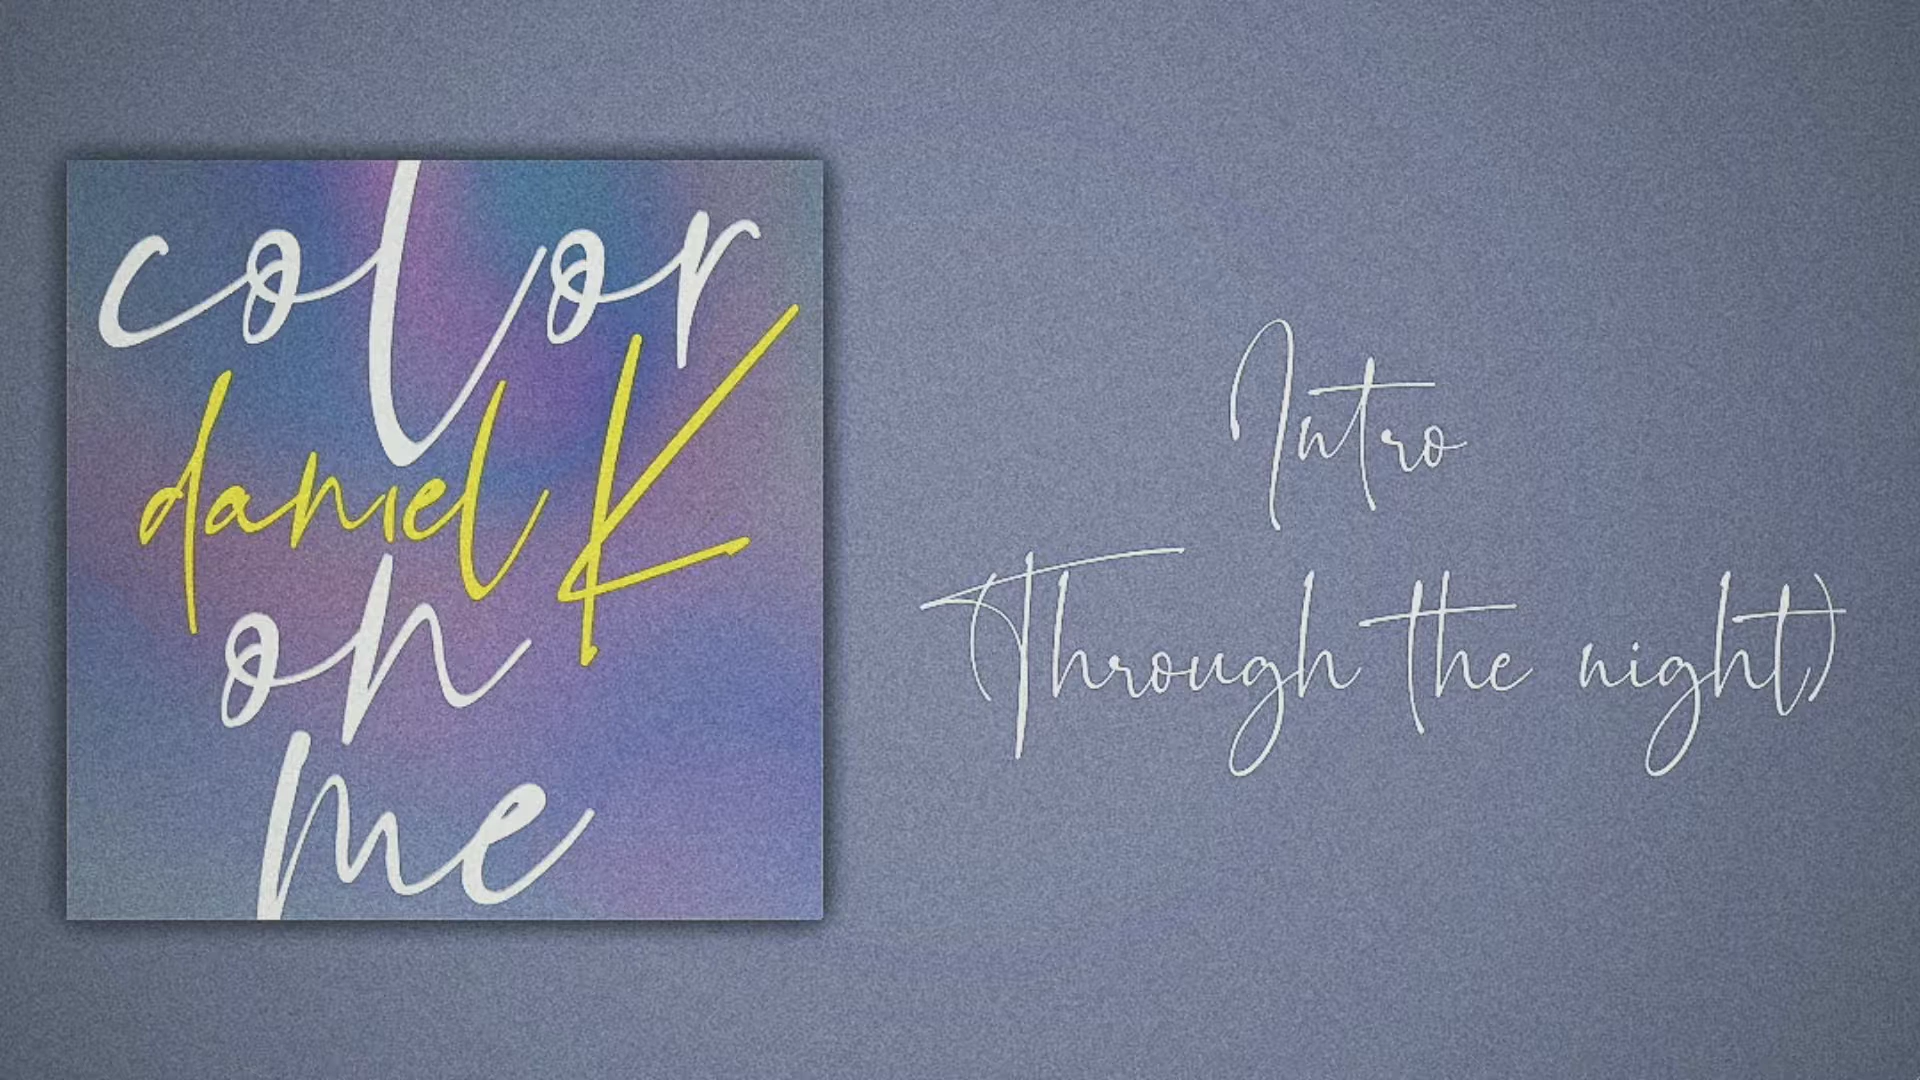 color
daniel K
on
me
Intro
(Through the night)